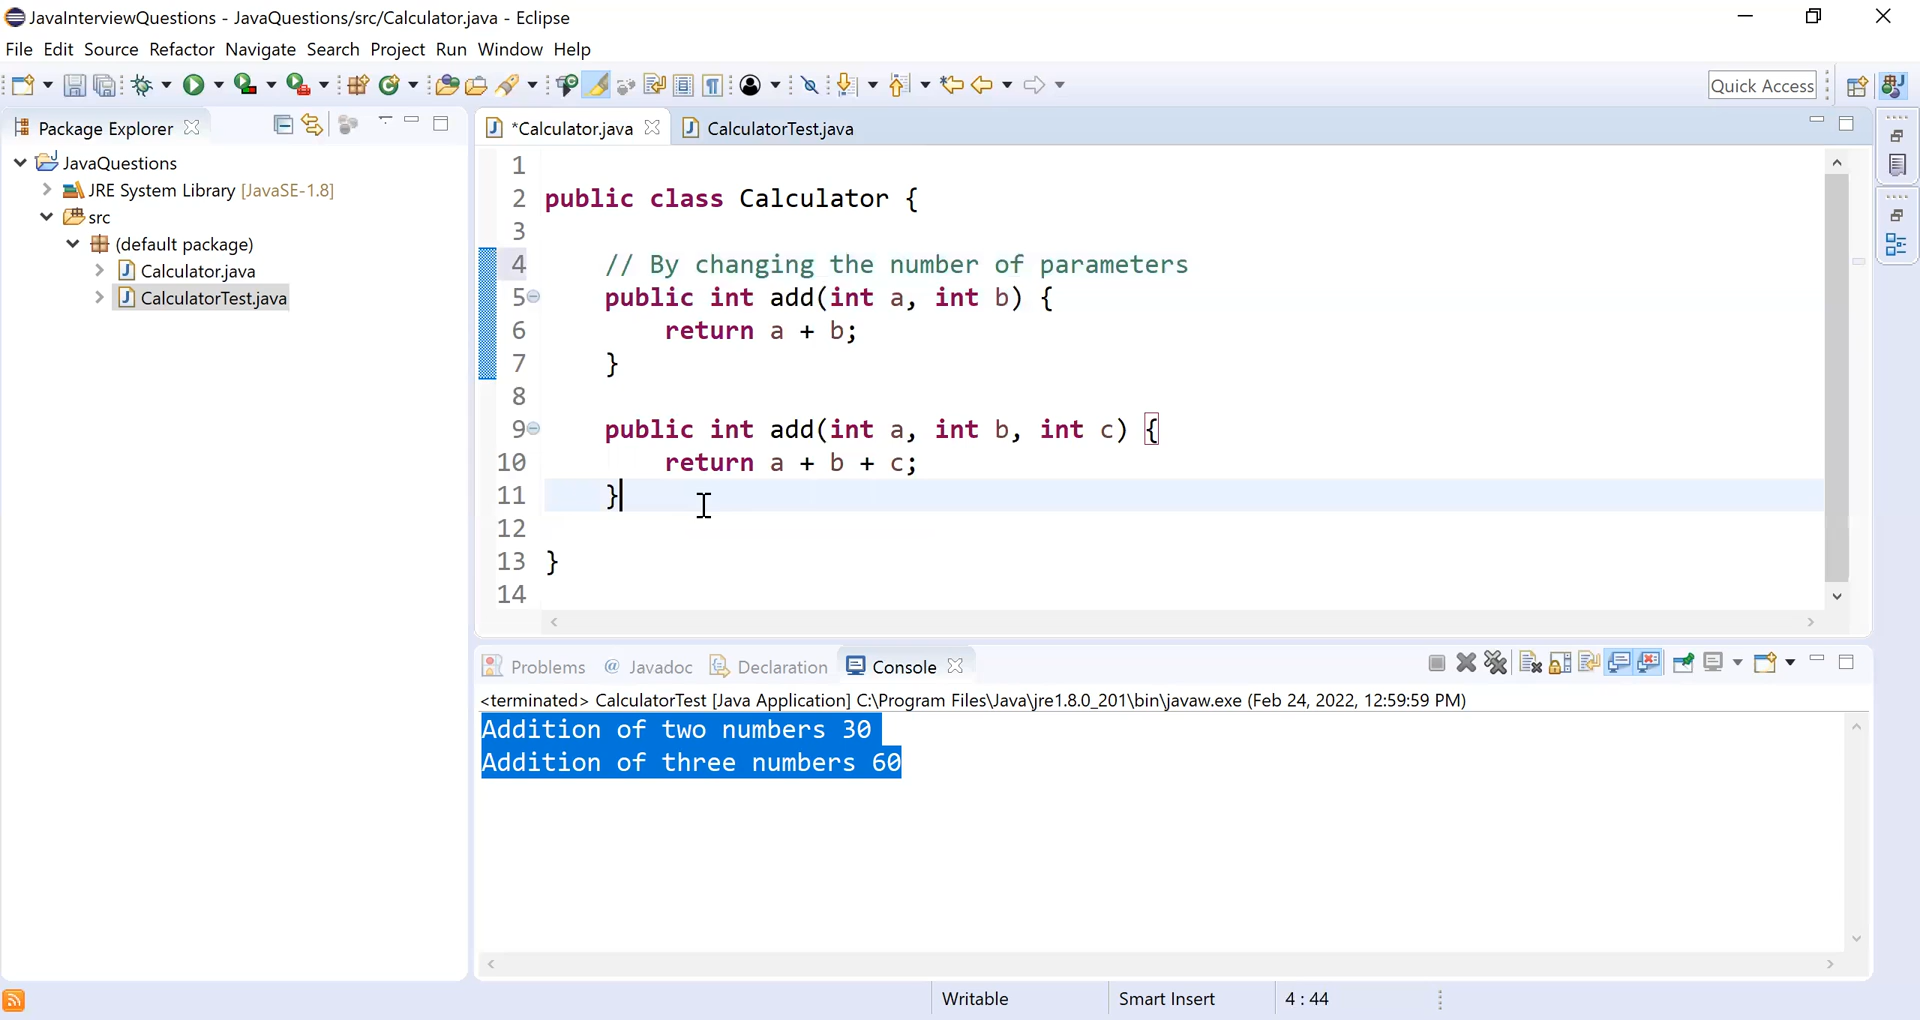 JavaInterviewQuestions - JavaQuestions/src/Calculator.java - Eclipse
File Edit Source Refactor Navigate Search Project Run Window Help
Quick Access
Package Explorer
JavaQuestions
JRE System Library [JavaSE-1.8]
src
(default package)
Calculator.java
CalculatorTest.java
*Calculator.java CalculatorTest.java
1
2 public class Calculator {
3
4 // By changing the number of parameters
5 public int add(int a, int b) {
6 return a + b;
7 }
8
9 public int add(int a, int b, int c) {
10 return a + b + c;
11 }
12
13 }
14
Problems @ Javadoc Declaration Console
<terminated> CalculatorTest [Java Application] C:\Program Files\Java\jre1.8.0_201\bin\javaw.exe (Feb 24, 2022, 12:59:59 PM)
Addition of two numbers 30
Addition of three numbers 60
Writable Smart Insert 4 : 44